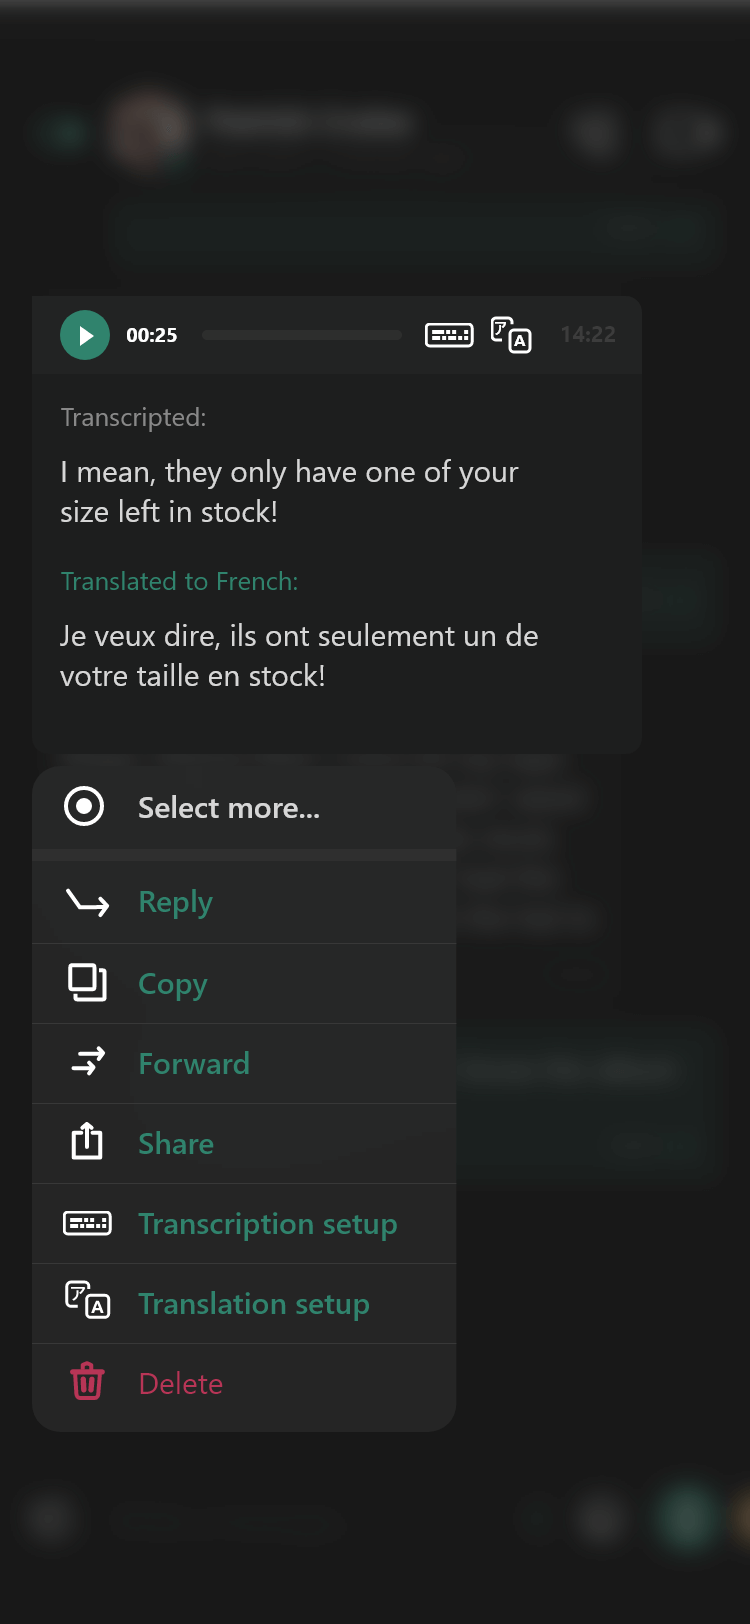 00:25
14:22
Transcripted:
I mean, they only have one of your
size left in stock!
Translated to French:
Je veux dire, ils ont seulement un de
votre taille en stock!
Select more...
Reply
Copy
Forward
Share
Transcription setup
Translation setup
Delete